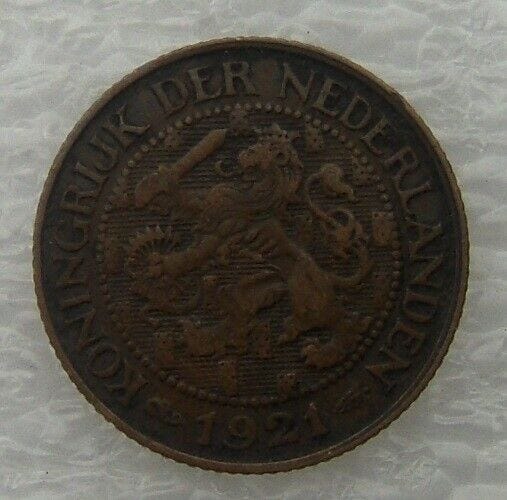 KONINGRIJK DER NEDERLANDEN
1921